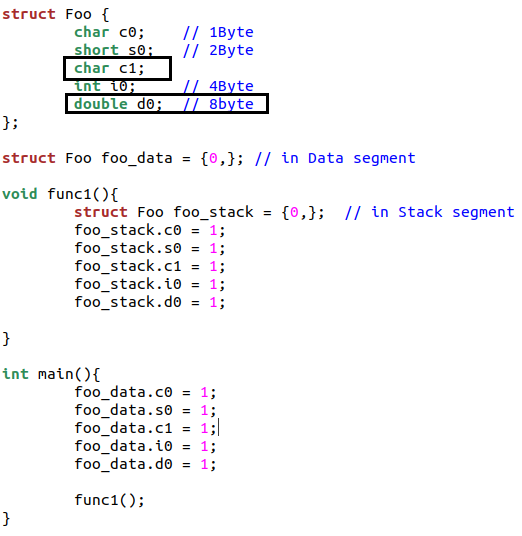 struct Foo {
        char c0;    // 1Byte
        short s0;   // 2Byte
        char c1;
        int i0;     // 4Byte
        double d0;  // 8byte
};

struct Foo foo_data = {0,}; // in Data segment

void func1(){
        struct Foo foo_stack = {0,};  // in Stack segment
        foo_stack.c0 = 1;
        foo_stack.s0 = 1;
        foo_stack.c1 = 1;
        foo_stack.i0 = 1;
        foo_stack.d0 = 1;

}

int main(){
        foo_data.c0 = 1;
        foo_data.s0 = 1;
        foo_data.c1 = 1;
        foo_data.i0 = 1;
        foo_data.d0 = 1;

        func1();
}